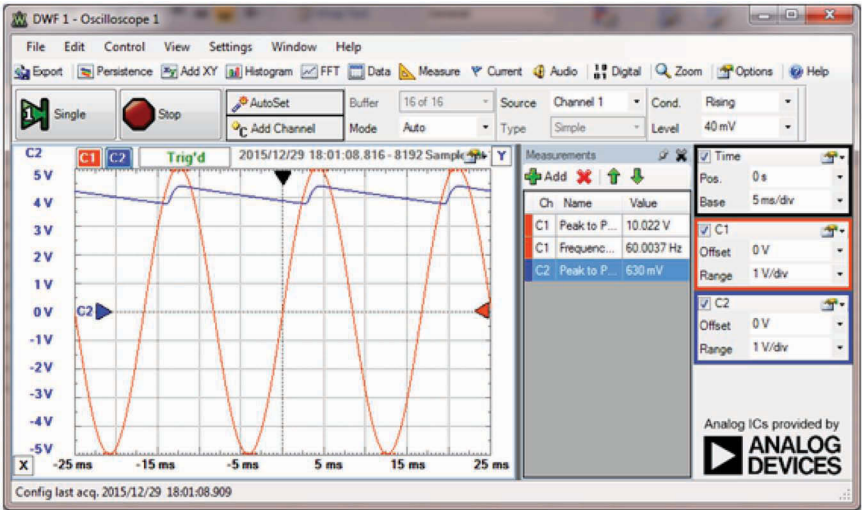 DWF 1 - Oscilloscope 1
File Edit Control View Settings Window Help
Export Persistence Add XY Histogram FFT Data Measure Current Audio Digital Zoom Options Help
Single Stop AutoSet Buffer 16 of 16 Source Channel 1 Cond. Rising
Add Channel Mode Auto Type Simple Level 40 mV
C2 C1 C2 Trig'd 2015/12/29 18:01:08.816 - 8192 Sample Y
5 V
4 V
3 V
2 V
1 V
0 V C2
-1 V
-2 V
-3 V
-4 V
-5 V
X -25 ms -15 ms -5 ms 5 ms 15 ms 25 ms
Measurements
Add
Ch Name Value
C1 Peak to P... 10.022 V
C1 Frequenc... 60.0037 Hz
C2 Peak to P... 630 mV
Time
Pos. 0 s
Base 5 ms/div
C1
Offset 0 V
Range 1 V/div
C2
Offset 0 V
Range 1 V/div
Analog ICs provided by
ANALOG
DEVICES
Config last acq. 2015/12/29 18:01:08.909